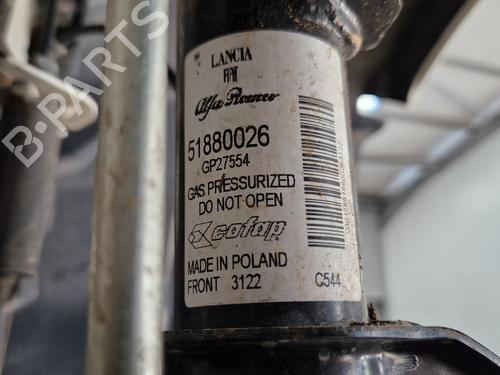 LANCIA
FIAT
Alfa Romeo
51880026
GP27554
GAS PRESSURIZED
DO NOT OPEN
cofap
MADE IN POLAND
FRONT 3122 C544
B-PARTS